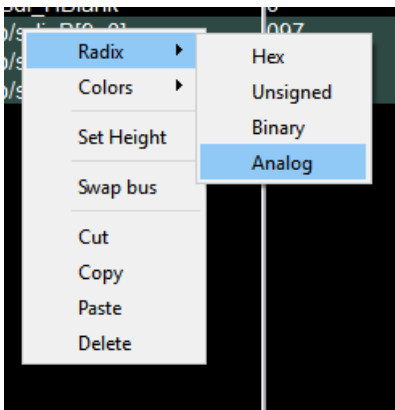 097
Radix
Colors
Set Height
Swap bus
Cut
Copy
Paste
Delete
Hex
Unsigned
Binary
Analog